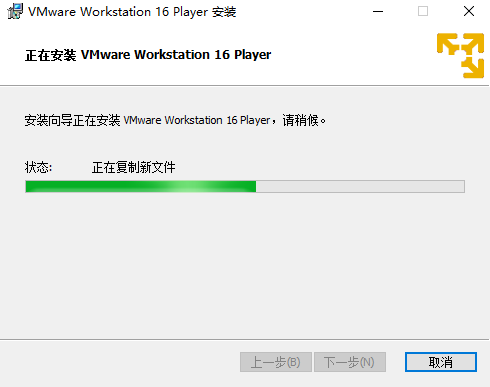 VMware Workstation 16 Player 安装
正在安装 VMware Workstation 16 Player
安装向导正在安装 VMware Workstation 16 Player，请稍候。
状态: 正在复制新文件
上一步(B) 下一步(N) 取消